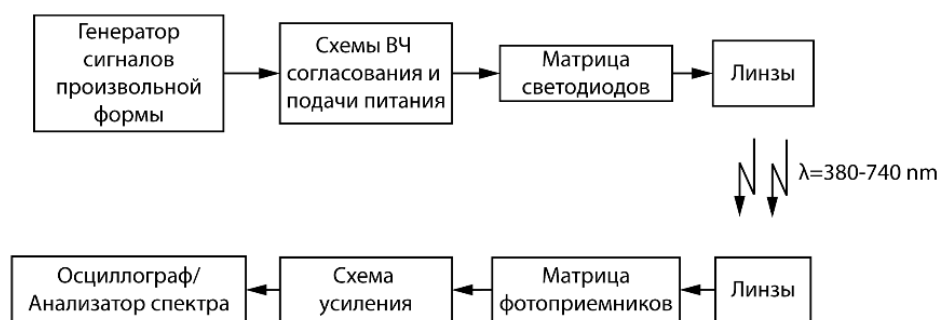 Генератор
сигналов
произвольной
формы
Схемы ВЧ
согласования и
подачи питания
Матрица
светодиодов
Линзы
λ=380-740 nm
Осциллограф/
Анализатор спектра
Схема
усиления
Матрица
фотоприемников
Линзы